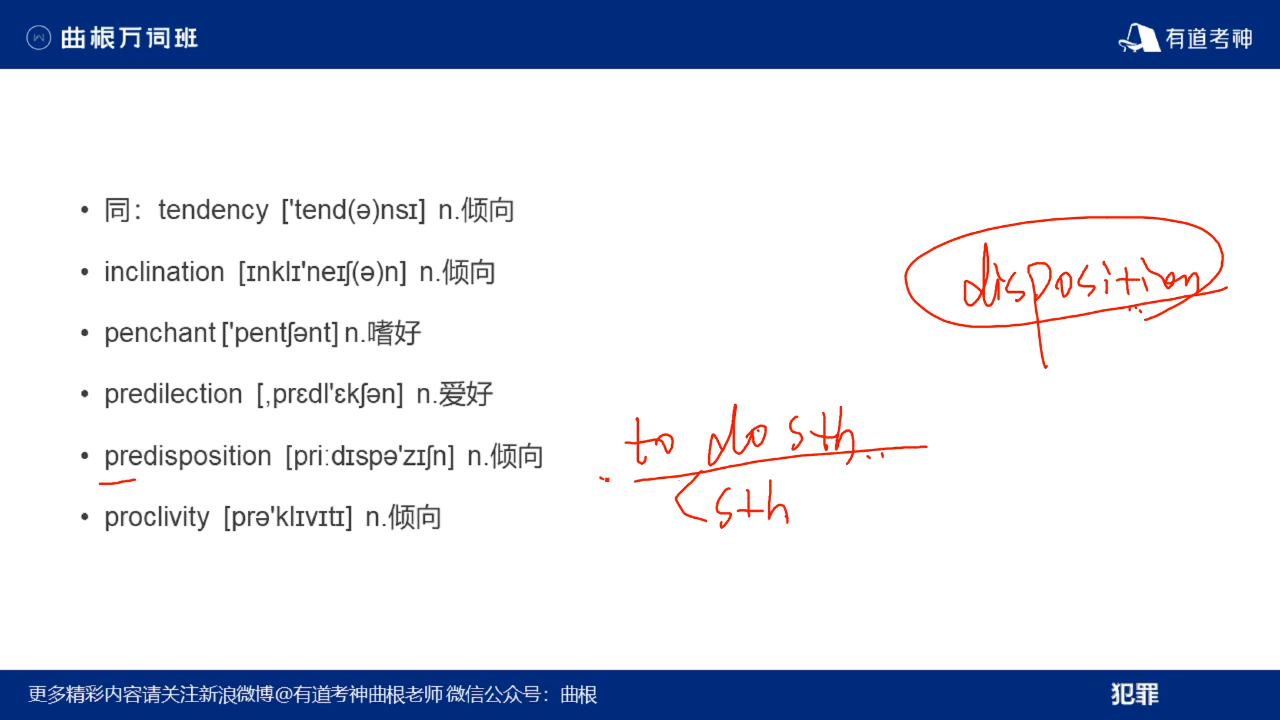 曲根万词班
有道考神
• 同：tendency ['tend(ə)nsɪ] n.倾向
• inclination [ɪnklɪ'neɪʃ(ə)n] n.倾向
disposition
• penchant ['pentʃənt] n.嗜好
• predilection [,prɛdl'ɛkʃən] n.爱好
to do sth
• predisposition [priːdɪspə'zɪʃn] n.倾向
sth
• proclivity [prə'klɪvɪtɪ] n.倾向
更多精彩内容请关注新浪微博@有道考神曲根老师 微信公众号：曲根
犯罪